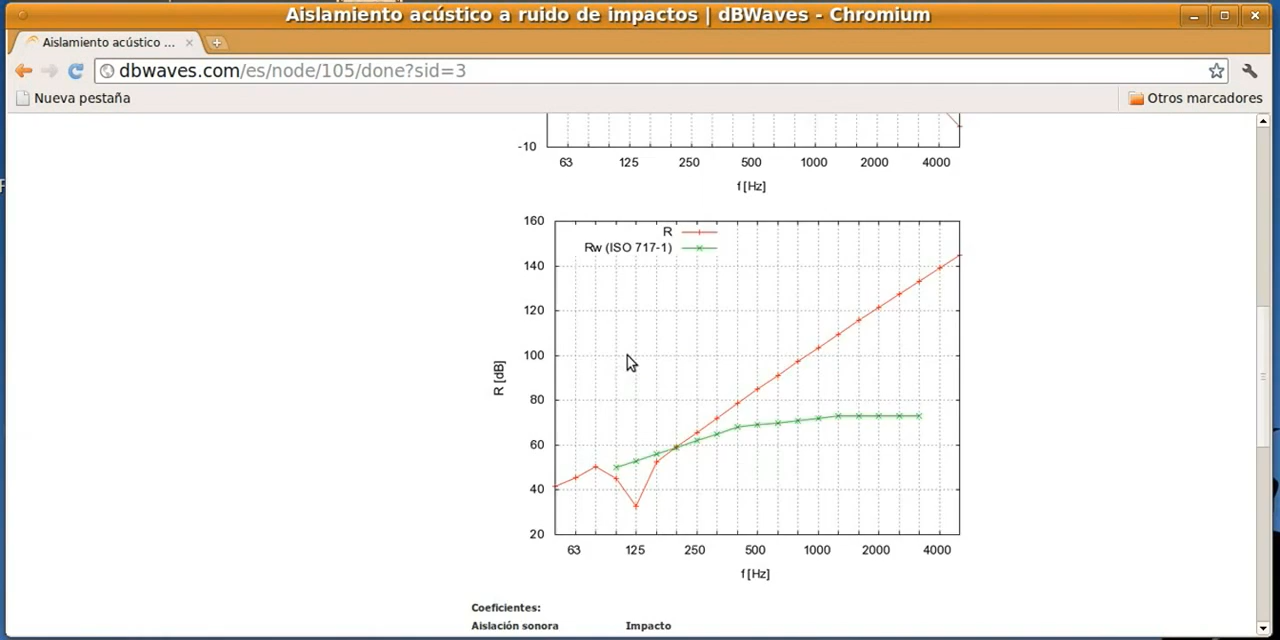 Aislamiento acústico a ruido de impactos | dBWaves - Chromium
Aislamiento acústico ...
dbwaves.com/es/node/105/done?sid=3
Nueva pestaña
Otros marcadores
-10
63 125 250 500 1000 2000 4000
f [Hz]
160
R
Rw (ISO 717-1)
140
120
100
R [dB]
80
60
40
20
63 125 250 500 1000 2000 4000
f [Hz]
Coeficientes:
Aislación sonora Impacto